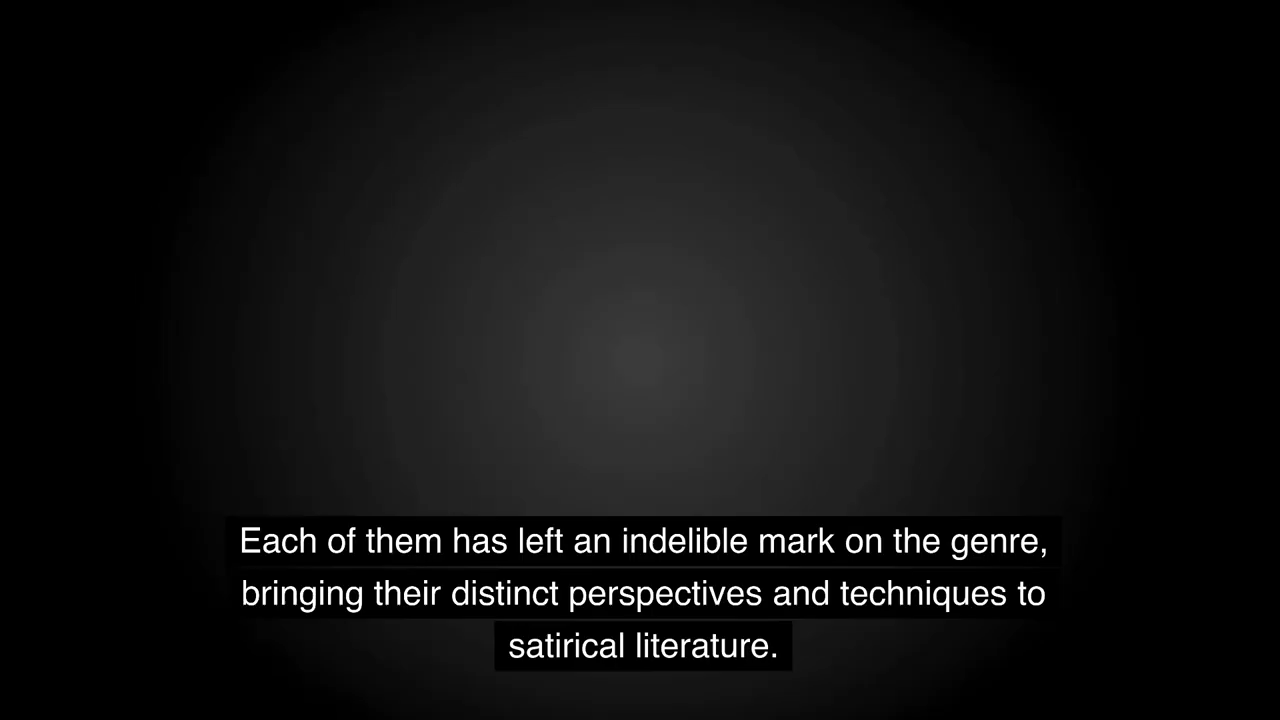 Each of them has left an indelible mark on the genre,
bringing their distinct perspectives and techniques to
satirical literature.